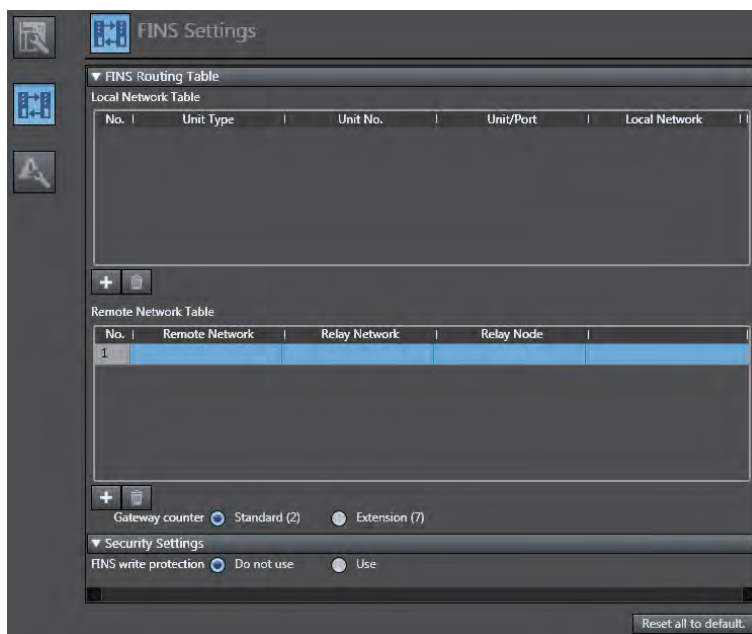 FINS Settings
▼ FINS Routing Table
Local Network Table
No. Unit Type Unit No. Unit/Port Local Network
Remote Network Table
No. Remote Network Relay Network Relay Node
1
Gateway counter Standard (2) Extension (7)
▼ Security Settings
FINS write protection Do not use Use
Reset all to default.